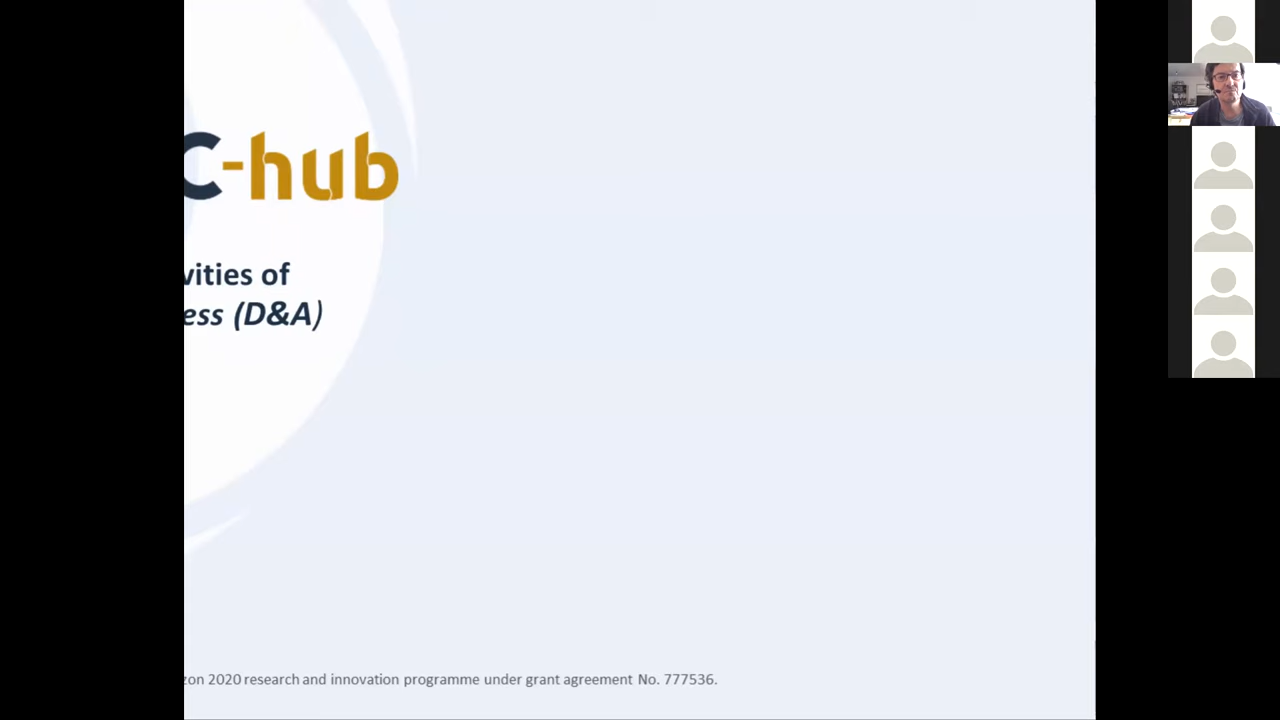 C-hub
vities of
ess (D&A)
zon 2020 research and innovation programme under grant agreement No. 777536.